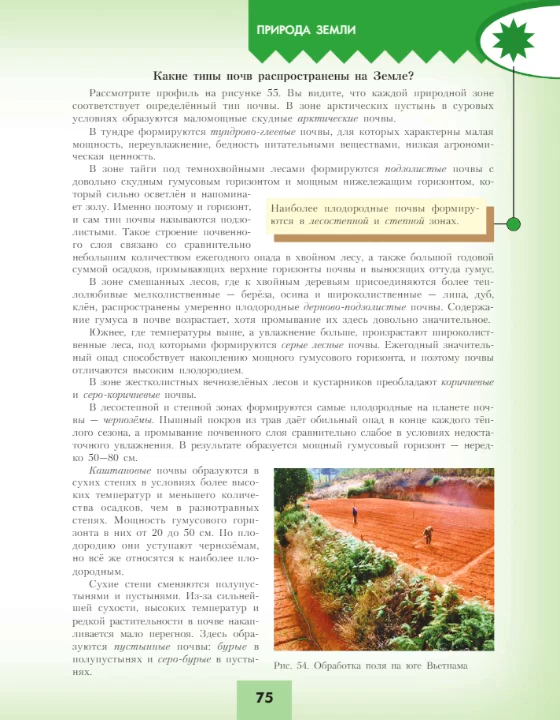 ПРИРОДА ЗЕМЛИ
Какие типы почв распространены на Земле?
Рассмотрите профиль на рисунке 55. Вы видите, что каждой природной зоне
соответствует определённый тип почвы. В зоне арктических пустынь в суровых
условиях образуются маломощные скудные арктические почвы.
В тундре формируются тундрово-глеевые почвы, для которых характерны малая
мощность, переувлажнение, бедность питательными веществами, низкая агрономи-
ческая ценность.
В зоне тайги под темнохвойными лесами формируются подзолистые почвы с
довольно скудным гумусовым горизонтом и мощным нижележащим горизонтом, ко-
торый сильно осветлён и напомина-
ет золу. Именно поэтому и горизонт,
и сам тип почвы называются подзо-
листыми. Такое строение почвенно-
го слоя связано со сравнительно
небольшим количеством ежегодного опада в хвойном лесу, а также большой годовой
суммой осадков, промывающих верхние горизонты почвы и выносящих оттуда гумус.
Наиболее плодородные почвы формиру-
ются в лесостепной и степной зонах.
В зоне смешанных лесов, где к хвойным деревьям присоединяются более теп-
лолюбивые мелколиственные — берёза, осина и широколиственные — липа, дуб,
клён, распространены умеренно плодородные дерново-подзолистые почвы. Содержа-
ние гумуса в почве возрастает, хотя промывание их здесь довольно значительное.
Южнее, где температуры выше, а увлажнение больше, произрастают широколист-
венные леса, под которыми формируются серые лесные почвы. Ежегодный значитель-
ный опад способствует накоплению мощного гумусового горизонта, и поэтому почвы
отличаются высоким плодородием.
В зоне жестколистных вечнозелёных лесов и кустарников преобладают коричневые
и серо-коричневые почвы.
В лесостепной и степной зонах формируются самые плодородные на планете поч-
вы — чернозёмы. Пышный покров из трав даёт обильный опад в конце каждого тёп-
лого сезона, а промывание почвенного слоя сравнительно слабое в условиях недоста-
точного увлажнения. В результате образуется мощный гумусовый горизонт — неред-
ко 50—80 см.
Каштановые почвы образуются в
сухих степях в условиях более высо-
ких температур и меньшего количе-
ства осадков, чем в разнотравных
степях. Мощность гумусового гори-
зонта в них от 20 до 50 см. По пло-
дородию они уступают чернозёмам,
но всё же относятся к наиболее пло-
дородным.
Сухие степи сменяются полупус-
тынями и пустынями. Из-за сильней-
шей сухости, высоких температур и
редкой растительности в почве накап-
ливается мало перегноя. Здесь обра-
зуются пустынные почвы: бурые в
полупустынях и серо-бурые в пусты-
нях.
Рис. 54. Обработка поля на юге Вьетнама
75